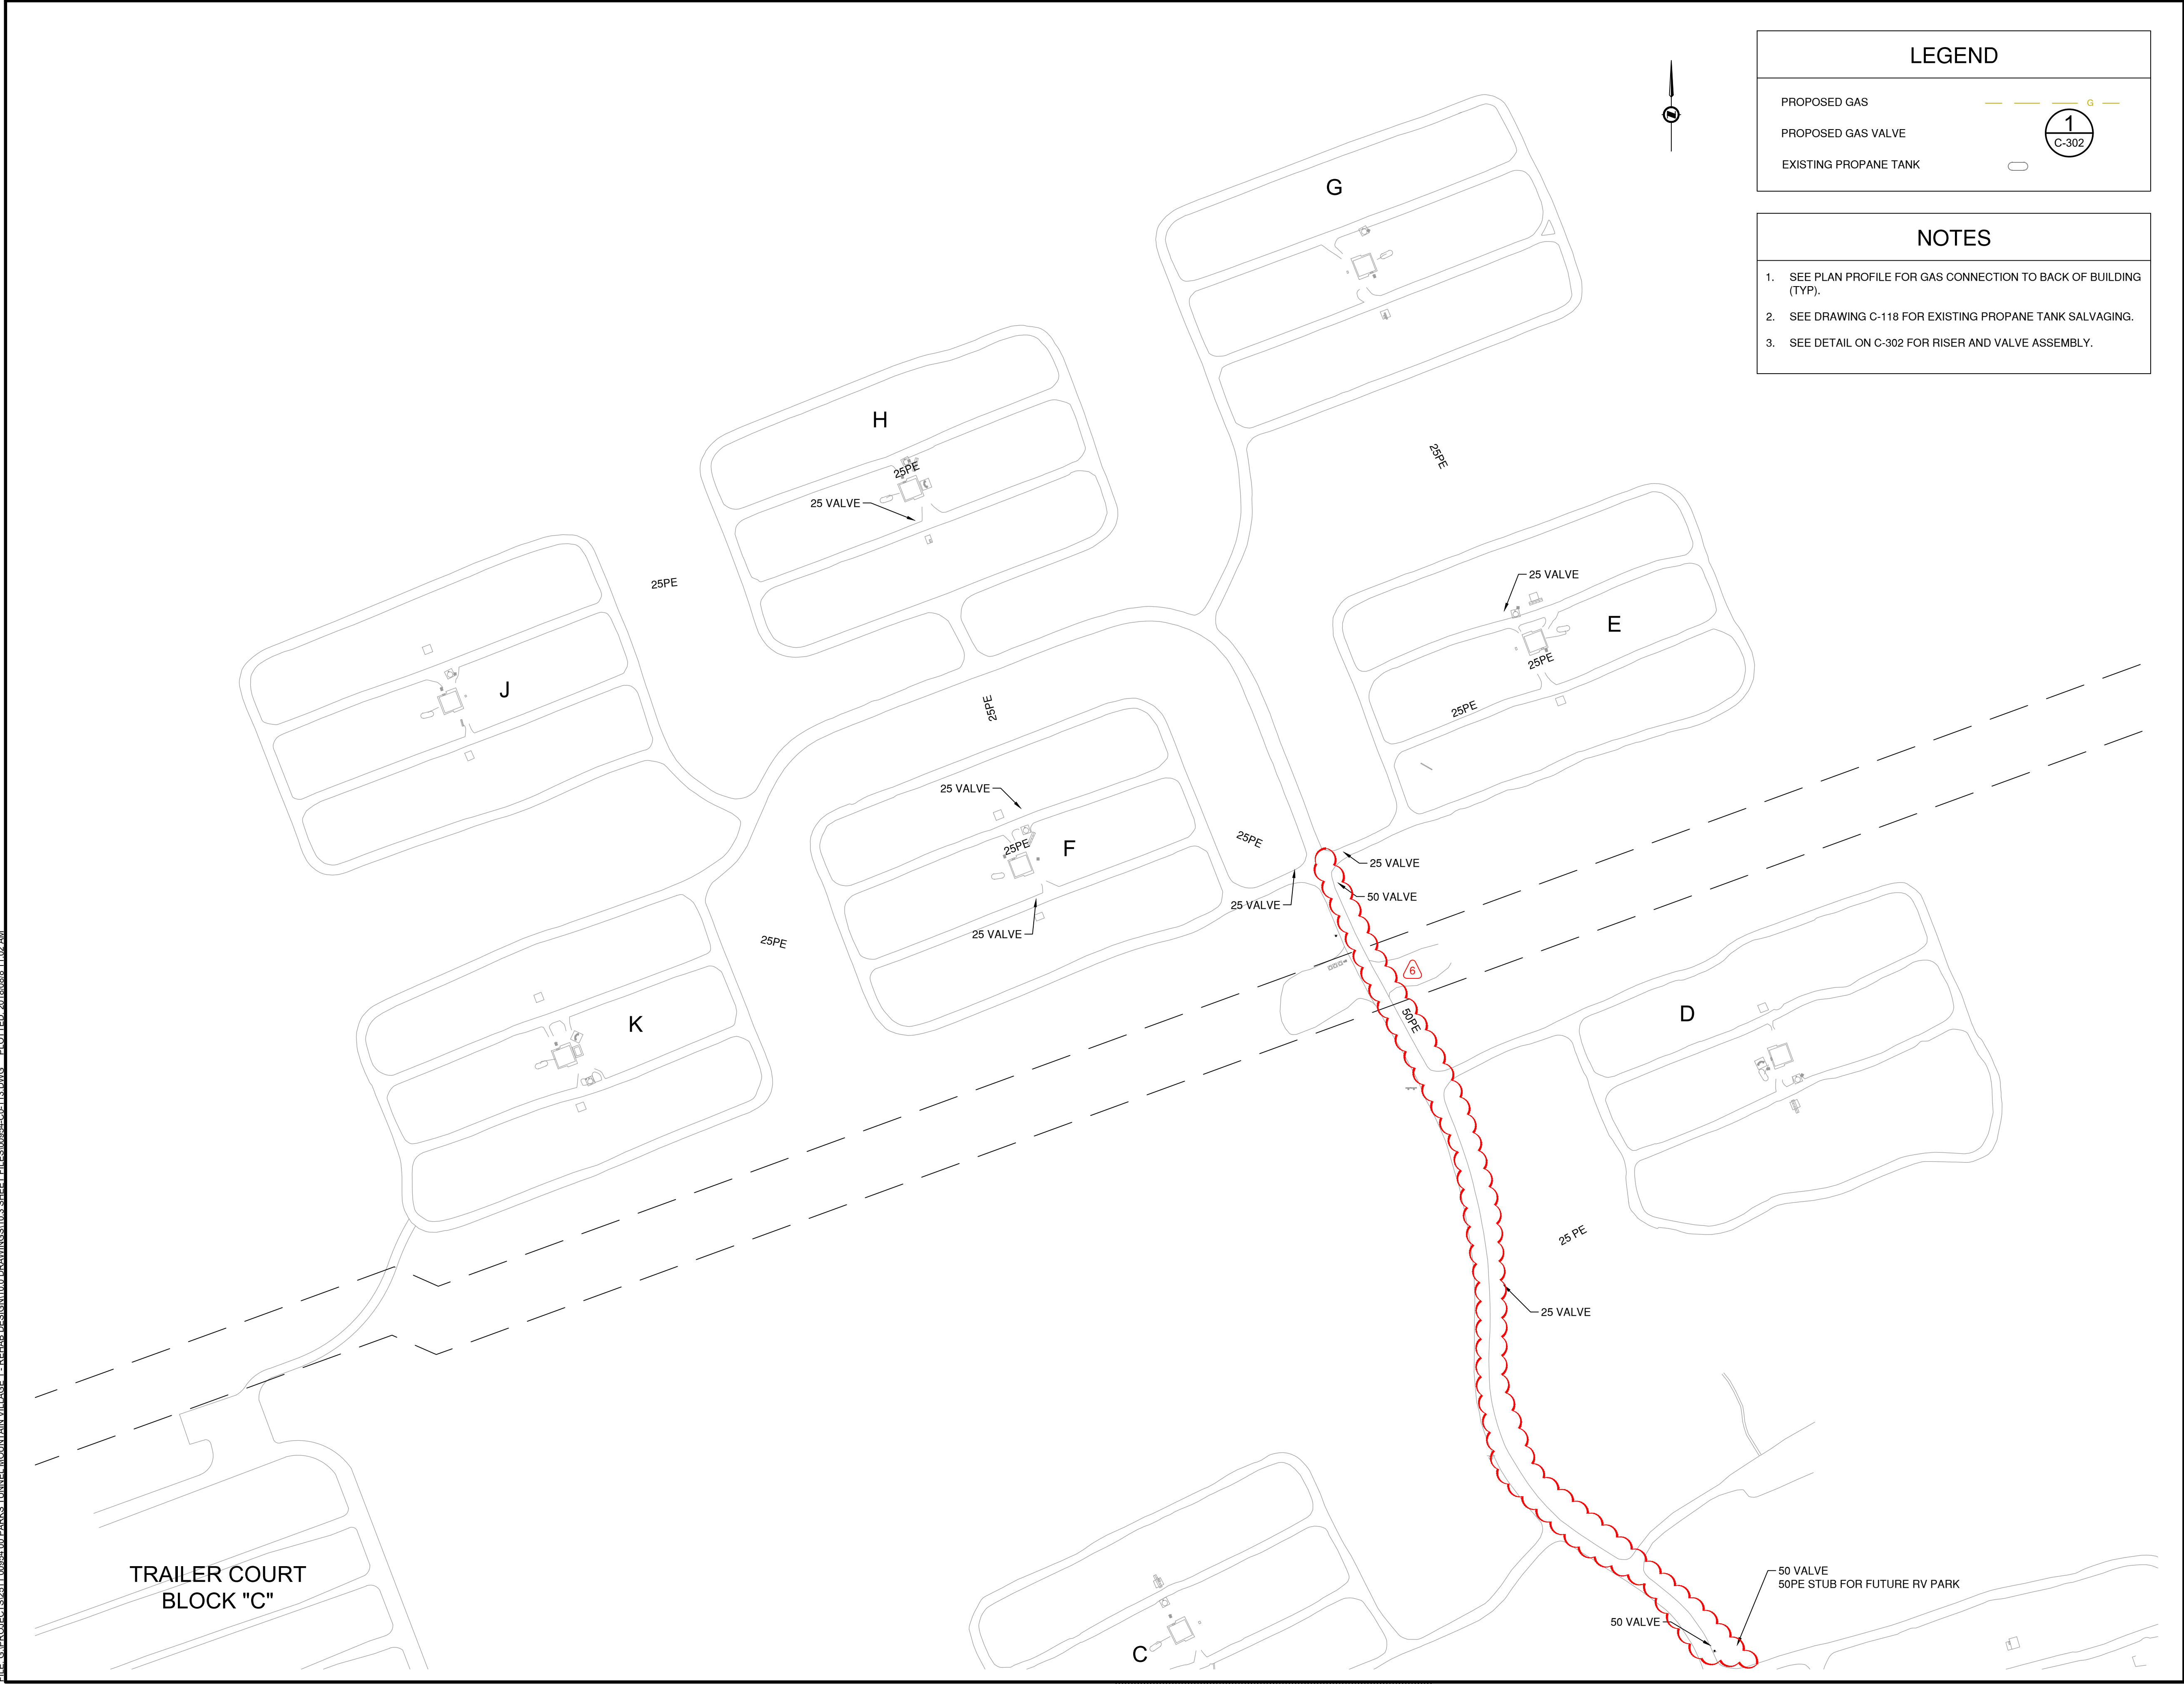 LEGEND
PROPOSED GAS
G
PROPOSED GAS VALVE
1
C-302
EXISTING PROPANE TANK
NOTES
1. SEE PLAN PROFILE FOR GAS CONNECTION TO BACK OF BUILDING
(TYP).
2. SEE DRAWING C-118 FOR EXISTING PROPANE TANK SALVAGING.
3. SEE DETAIL ON C-302 FOR RISER AND VALVE ASSEMBLY.
G
H
25PE
25 VALVE
25PE
25PE
25 VALVE
E
25PE
25PE
J
25PE
25 VALVE
25PE
F
25PE
25 VALVE
50 VALVE
25 VALVE
25 VALVE
25PE
6
50PE
K
D
25 PE
25 VALVE
TRAILER COURT
BLOCK "C"
C
50 VALVE
50PE STUB FOR FUTURE RV PARK
50 VALVE